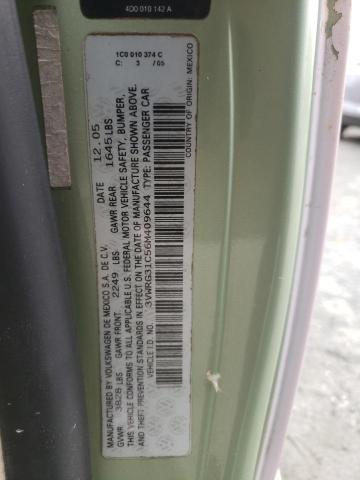 4D0 010 142 A
1C0 010 374 C
C: 3 /05
MANUFACTURED BY VOLKSWAGEN DE MEXICO S.A. DE C.V. DATE 12.05
GVWR 3828 LBS GAWR FRONT 2249 LBS GAWR REAR 1645 LBS
THIS VEHICLE CONFORMS TO ALL APPLICABLE U.S. FEDERAL MOTOR VEHICLE SAFETY, BUMPER,
AND THEFT PREVENTION STANDARDS IN EFFECT ON THE DATE OF MANUFACTURE SHOWN ABOVE.
VEHICLE I.D. NO.: 3VWRG31C56M409644 TYPE: PASSENGER CAR
COUNTRY OF ORIGIN: MEXICO